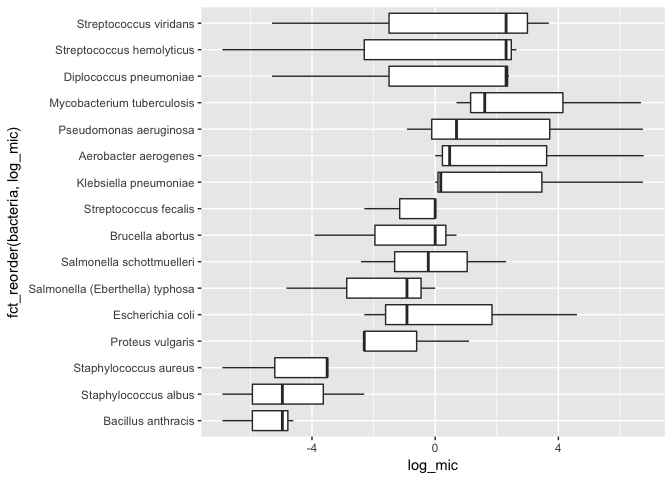 Streptococcus viridans
Streptococcus hemolyticus
Diplococcus pneumoniae
Mycobacterium tuberculosis
Pseudomonas aeruginosa
Aerobacter aerogenes
Klebsiella pneumoniae
Streptococcus fecalis
Brucella abortus
Salmonella schottmuelleri
Salmonella (Eberthella) typhosa
Escherichia coli
Proteus vulgaris
Staphylococcus aureus
Staphylococcus albus
Bacillus anthracis
fct_reorder(bacteria, log_mic)
-4 0 4
log_mic